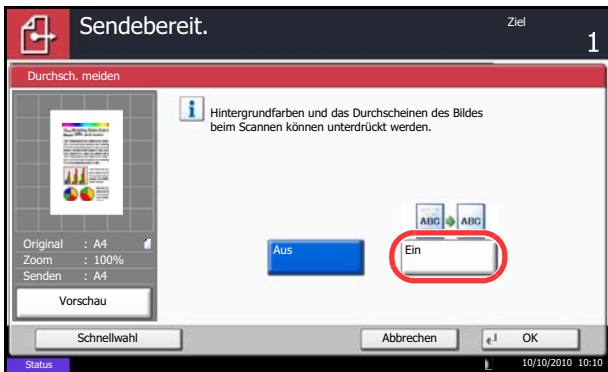 Sendebereit.
Ziel
1
Durchsch. meiden
Hintergrundfarben und das Durchscheinen des Bildes
beim Scannen können unterdrückt werden.
ABC ABC
Aus
Ein
Original : A4
Zoom : 100%
Senden : A4
Vorschau
Schnellwahl
Abbrechen
OK
Status
10/10/2010 10:10